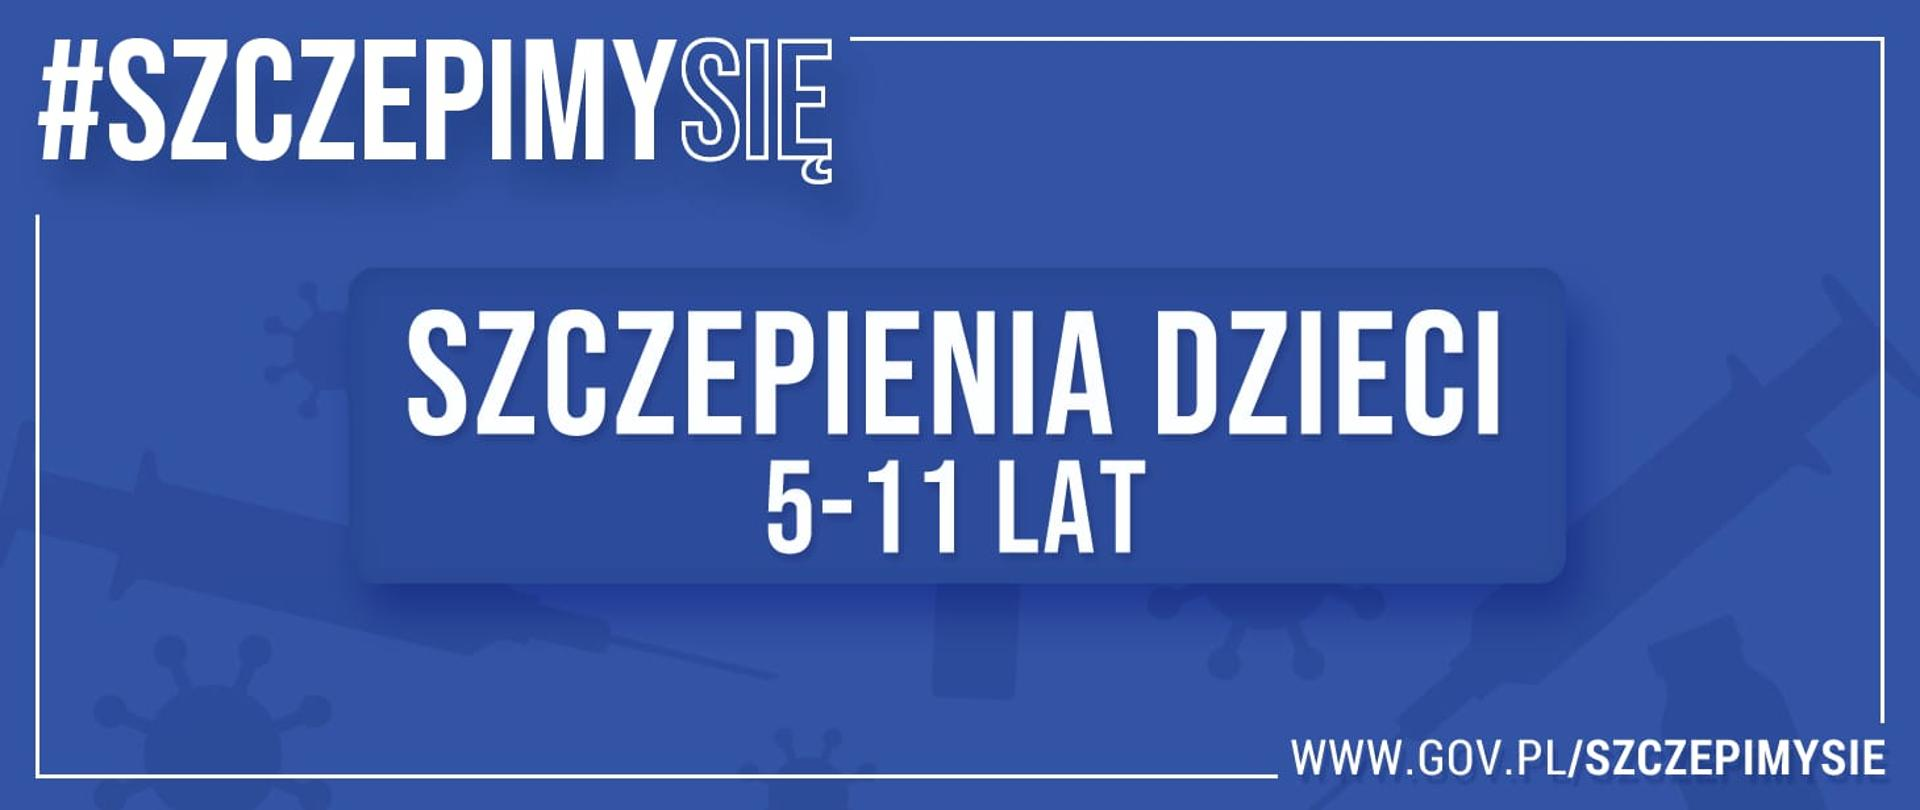 #SZCZEPIMYSIĘ
SZCZEPIENIA DZIECI
5-11 LAT
WWW.GOV.PL/SZCZEPIMYSIE